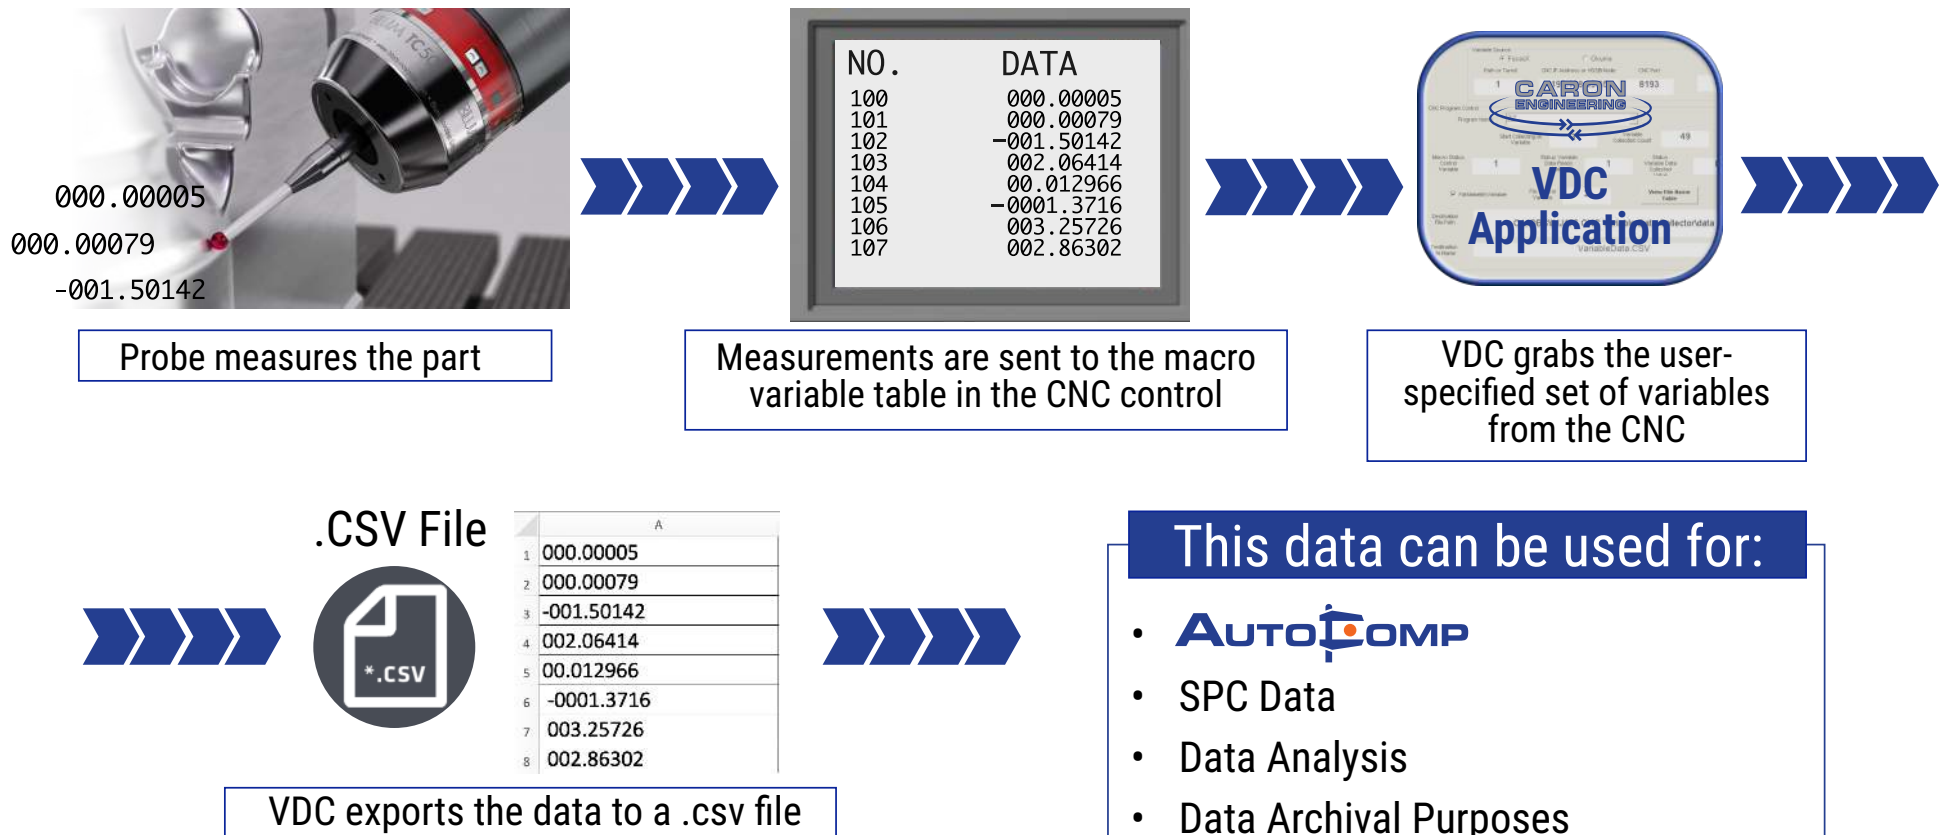 000.00005
000.00079
-001.50142
Probe measures the part
NO. DATA
100 000.00005
101 000.00079
102 -001.50142
103 002.06414
104 00.012966
105 -0001.3716
106 003.25726
107 002.86302
Measurements are sent to the macro
variable table in the CNC control
8193
CARON
ENGINEERING
49
VDC
Application
VariableData.CSV
VDC grabs the user-
specified set of variables
from the CNC
.CSV File
*.CSV
A
1 000.00005
2 000.00079
3 -001.50142
4 002.06414
5 00.012966
6 -0001.3716
7 003.25726
8 002.86302
VDC exports the data to a .csv file
This data can be used for:
• AUTOCOMP
• SPC Data
• Data Analysis
• Data Archival Purposes